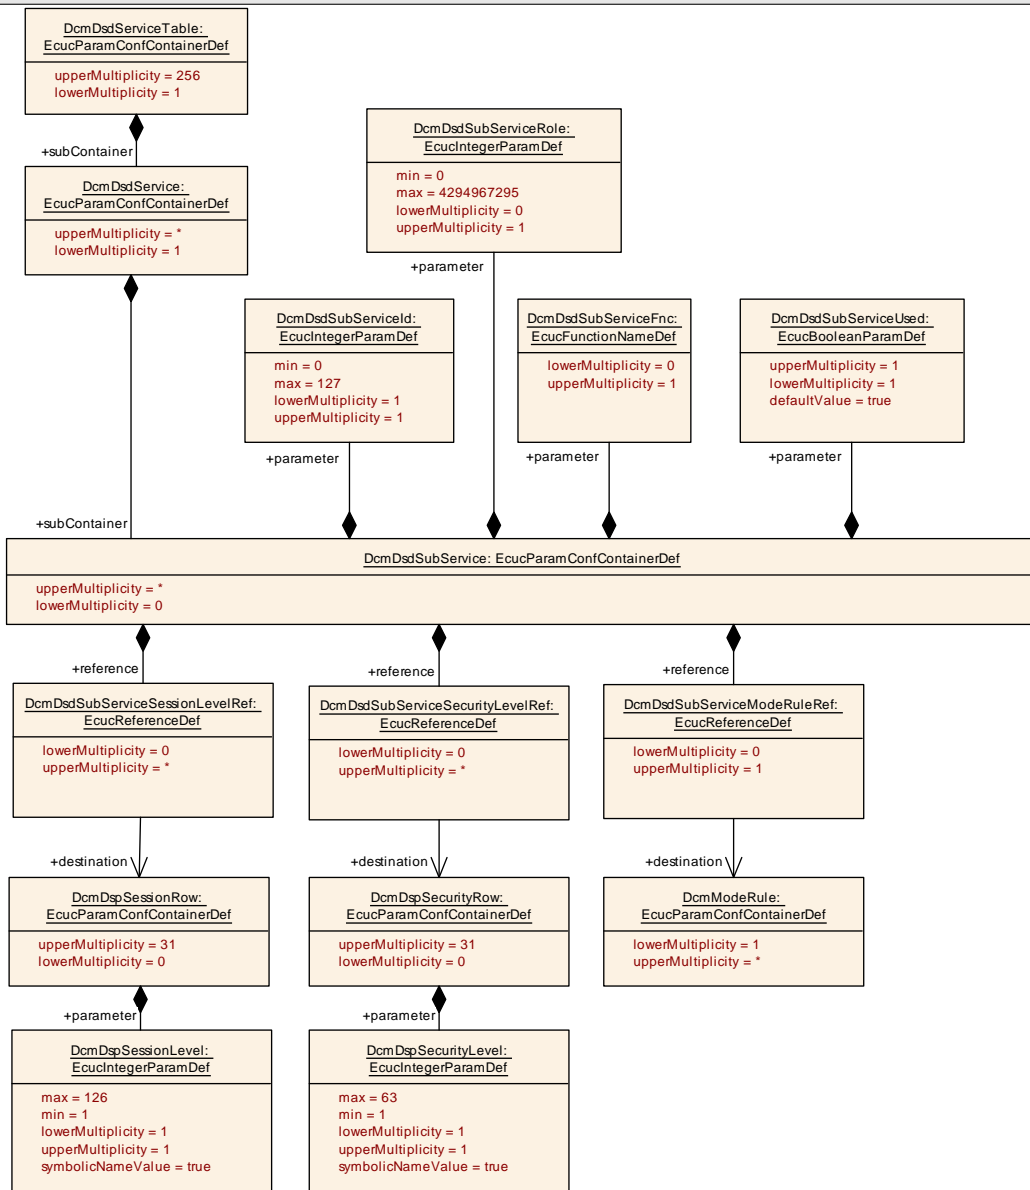 DcmDsdServiceTable:
EcucParamConfContainerDef
upperMultiplicity = 256
lowerMultiplicity = 1
+subContainer
DcmDsdService:
EcucParamConfContainerDef
upperMultiplicity = *
lowerMultiplicity = 1
DcmDsdSubServiceRole:
EcucIntegerParamDef
min = 0
max = 4294967295
lowerMultiplicity = 0
upperMultiplicity = 1
+parameter
DcmDsdSubServiceId:
EcucIntegerParamDef
min = 0
max = 127
lowerMultiplicity = 1
upperMultiplicity = 1
+parameter
DcmDsdSubServiceFnc:
EcucFunctionNameDef
lowerMultiplicity = 0
upperMultiplicity = 1
+parameter
DcmDsdSubServiceUsed:
EcucBooleanParamDef
upperMultiplicity = 1
lowerMultiplicity = 1
defaultValue = true
+parameter
+subContainer
DcmDsdSubService: EcucParamConfContainerDef
upperMultiplicity = *
lowerMultiplicity = 0
+reference
DcmDsdSubServiceSessionLevelRef:
EcucReferenceDef
lowerMultiplicity = 0
upperMultiplicity = *
+destination
DcmDspSessionRow:
EcucParamConfContainerDef
upperMultiplicity = 31
lowerMultiplicity = 0
+parameter
DcmDspSessionLevel:
EcucIntegerParamDef
max = 126
min = 1
lowerMultiplicity = 1
upperMultiplicity = 1
symbolicNameValue = true
+reference
DcmDsdSubServiceSecurityLevelRef:
EcucReferenceDef
lowerMultiplicity = 0
upperMultiplicity = *
+destination
DcmDspSecurityRow:
EcucParamConfContainerDef
upperMultiplicity = 31
lowerMultiplicity = 0
+parameter
DcmDspSecurityLevel:
EcucIntegerParamDef
max = 63
min = 1
lowerMultiplicity = 1
upperMultiplicity = 1
symbolicNameValue = true
+reference
DcmDsdSubServiceModeRuleRef:
EcucReferenceDef
lowerMultiplicity = 0
upperMultiplicity = 1
+destination
DcmModeRule:
EcucParamConfContainerDef
lowerMultiplicity = 1
upperMultiplicity = *